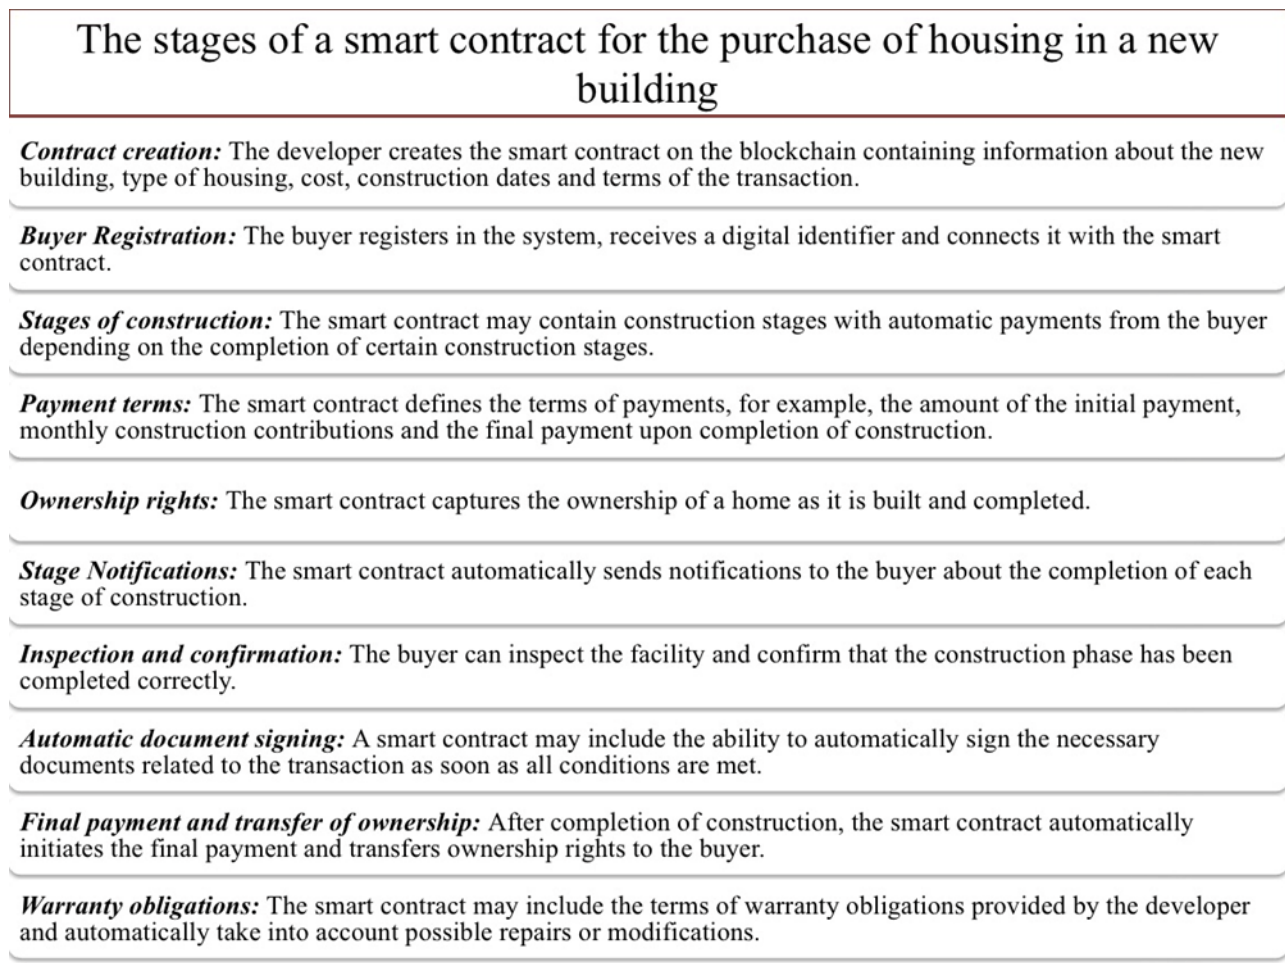 The stages of a smart contract for the purchase of housing in a new
building
Contract creation: The developer creates the smart contract on the blockchain containing information about the new
building, type of housing, cost, construction dates and terms of the transaction.
Buyer Registration: The buyer registers in the system, receives a digital identifier and connects it with the smart
contract.
Stages of construction: The smart contract may contain construction stages with automatic payments from the buyer
depending on the completion of certain construction stages.
Payment terms: The smart contract defines the terms of payments, for example, the amount of the initial payment,
monthly construction contributions and the final payment upon completion of construction.
Ownership rights: The smart contract captures the ownership of a home as it is built and completed.
Stage Notifications: The smart contract automatically sends notifications to the buyer about the completion of each
stage of construction.
Inspection and confirmation: The buyer can inspect the facility and confirm that the construction phase has been
completed correctly.
Automatic document signing: A smart contract may include the ability to automatically sign the necessary
documents related to the transaction as soon as all conditions are met.
Final payment and transfer of ownership: After completion of construction, the smart contract automatically
initiates the final payment and transfers ownership rights to the buyer.
Warranty obligations: The smart contract may include the terms of warranty obligations provided by the developer
and automatically take into account possible repairs or modifications.